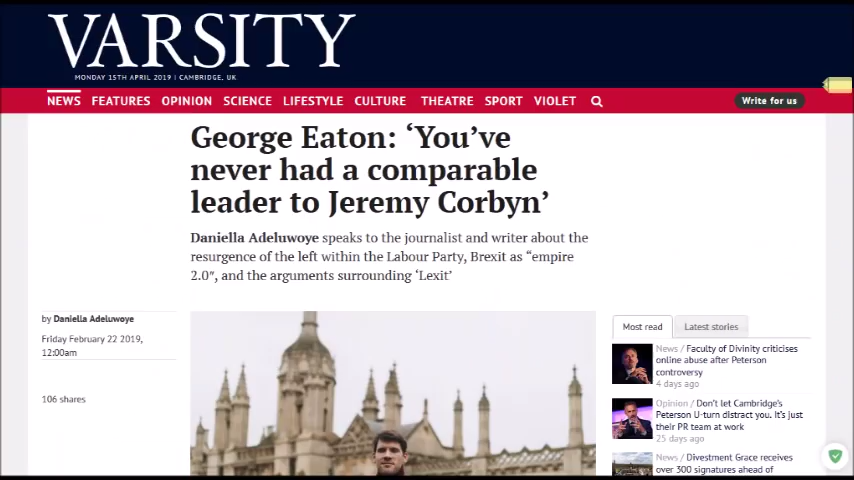 VARSITY
MONDAY 15TH APRIL 2019 | CAMBRIDGE, UK
NEWS FEATURES OPINION SCIENCE LIFESTYLE CULTURE THEATRE SPORT VIOLET
Write for us
George Eaton: ‘You’ve
never had a comparable
leader to Jeremy Corbyn’
Daniella Adeluwoye speaks to the journalist and writer about the
resurgence of the left within the Labour Party, Brexit as “empire
2.0″, and the arguments surrounding ‘Lexit’
by Daniella Adeluwoye
Friday February 22 2019,
12:00am
106 shares
Most read
Latest stories
News / Faculty of Divinity criticises
online abuse after Peterson
controversy
4 days ago
Opinion / Don’t let Cambridge’s
Peterson U-turn distract you. It’s just
their PR team at work
25 days ago
News / Divestment Grace receives
over 300 signatures ahead of